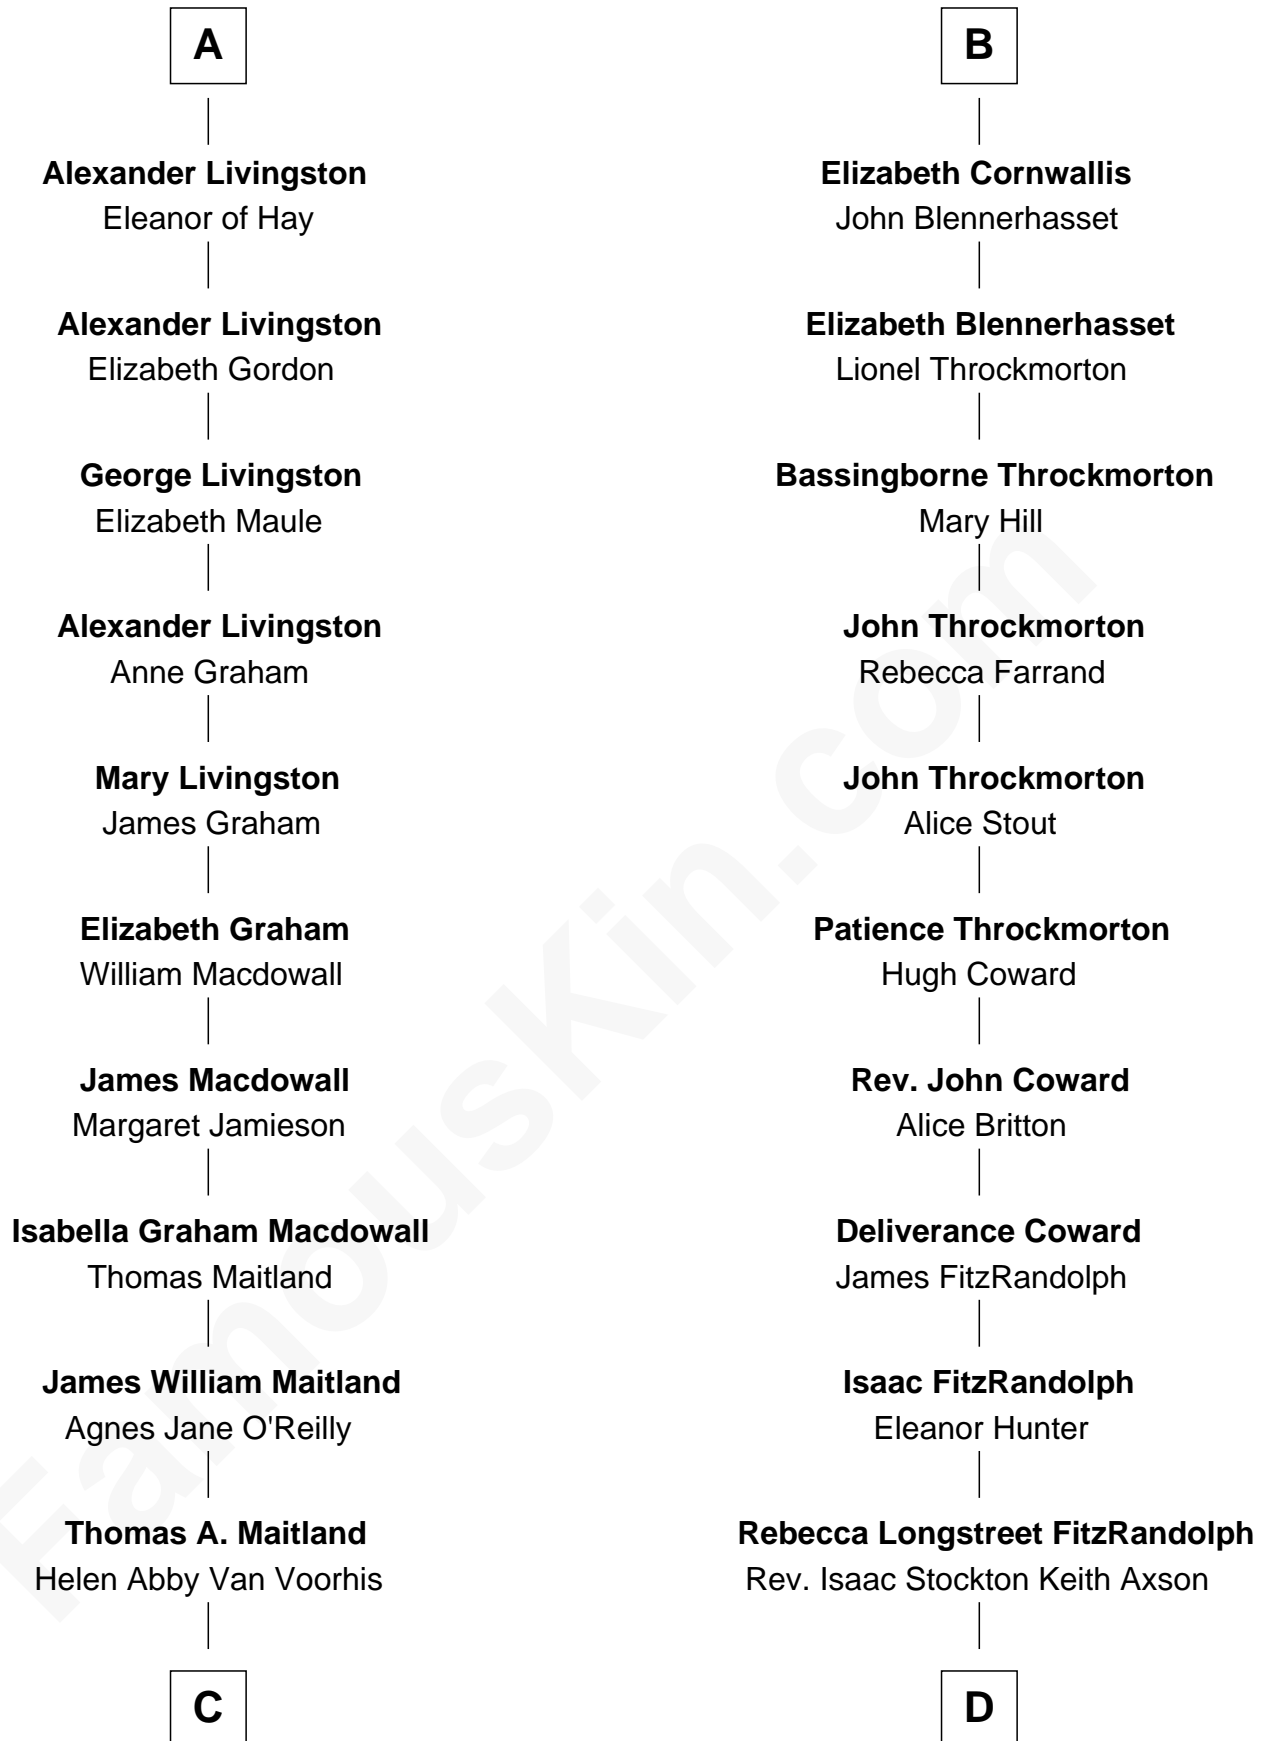 A
Alexander Livingston
Eleanor of Hay
Alexander Livingston
Elizabeth Gordon
George Livingston
Elizabeth Maule
Alexander Livingston
Anne Graham
Mary Livingston
James Graham
Elizabeth Graham
William Macdowall
James Macdowall
Margaret Jamieson
Isabella Graham Macdowall
Thomas Maitland
James William Maitland
Agnes Jane O'Reilly
Thomas A. Maitland
Helen Abby Van Voorhis
C
B
Elizabeth Cornwallis
John Blennerhasset
Elizabeth Blennerhasset
Lionel Throckmorton
Bassingborne Throckmorton
Mary Hill
John Throckmorton
Rebecca Farrand
John Throckmorton
Alice Stout
Patience Throckmorton
Hugh Coward
Rev. John Coward
Alice Britton
Deliverance Coward
James FitzRandolph
Isaac FitzRandolph
Eleanor Hunter
Rebecca Longstreet FitzRandolph
Rev. Isaac Stockton Keith Axson
D
FamousKin.com